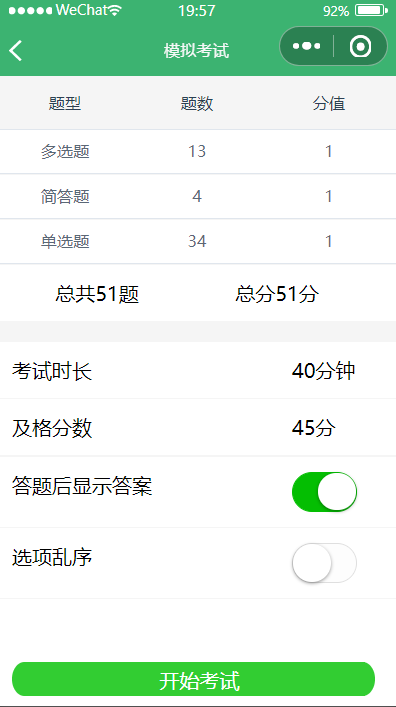 WeChat 19:57 92%
模拟考试
题型 题数 分值
多选题 13 1
简答题 4 1
单选题 34 1
总共51题 总分51分
考试时长 40分钟
及格分数 45分
答题后显示答案
选项乱序
开始考试